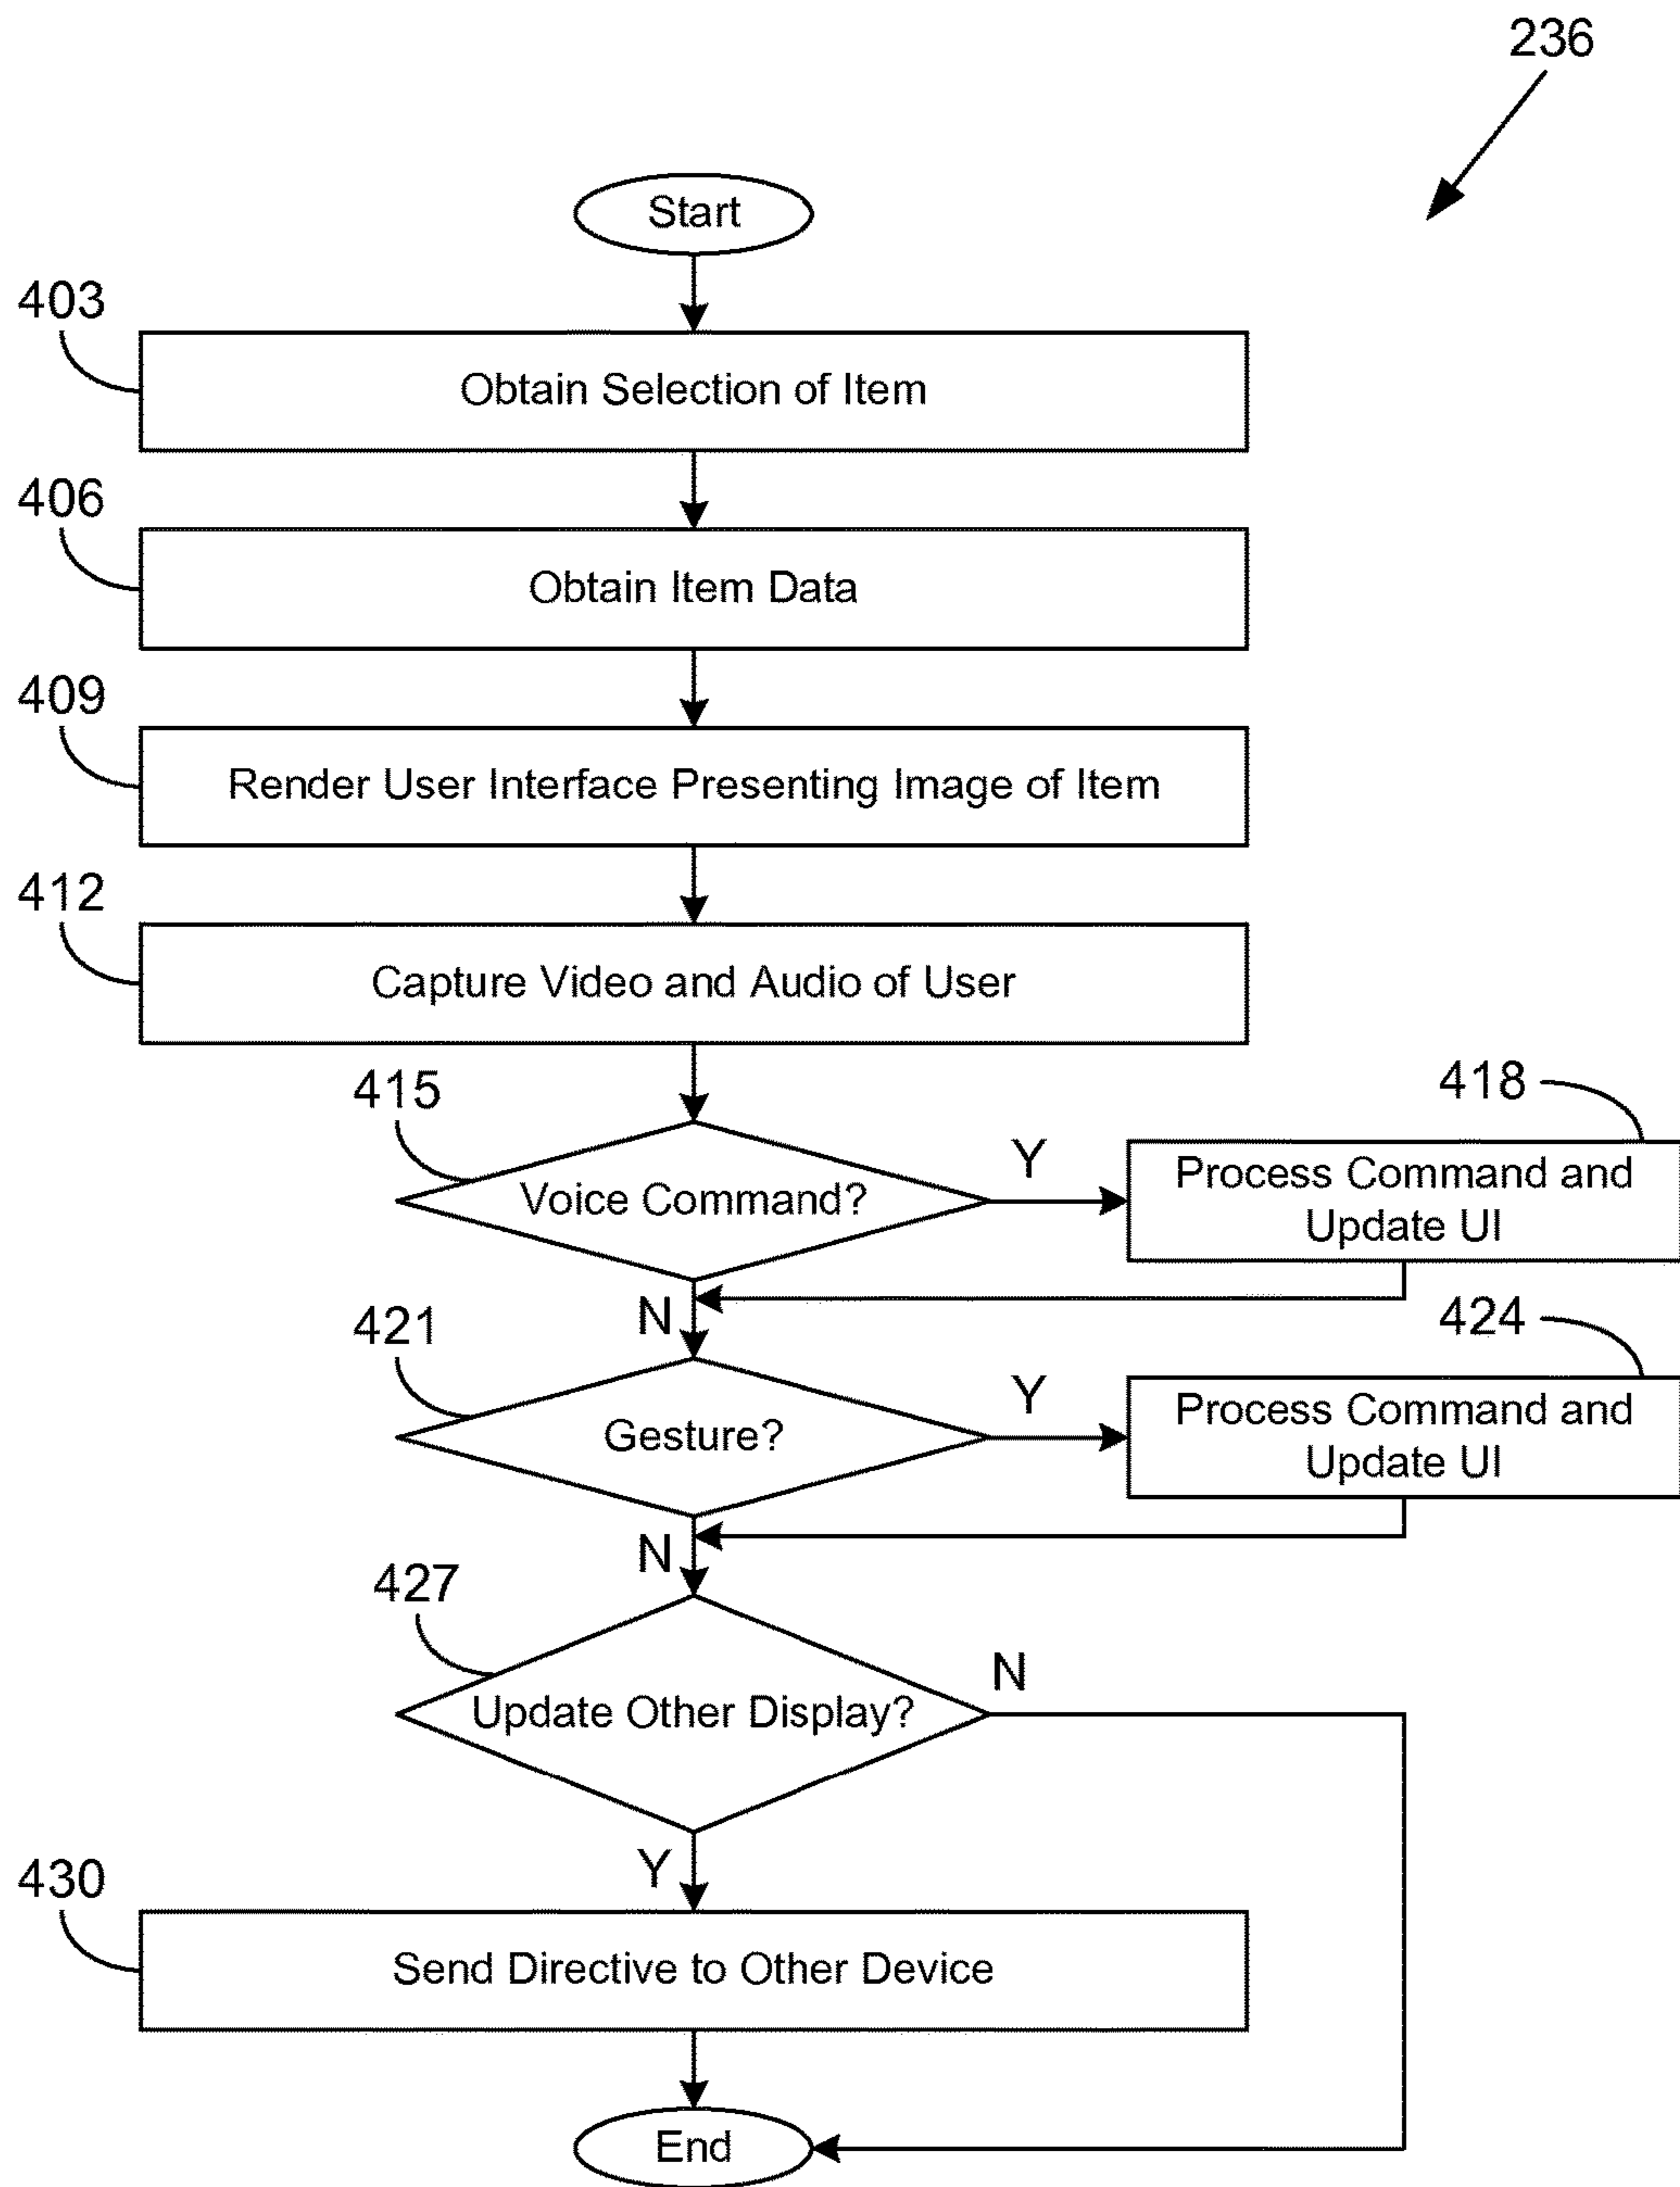 236
Start
403
Obtain Selection of Item
406
Obtain Item Data
409
Render User Interface Presenting Image of Item
412
Capture Video and Audio of User
415
Voice Command?
Y
418
Process Command and
Update UI
N
421
Gesture?
Y
424
Process Command and
Update UI
N
427
Update Other Display?
N
Y
430
Send Directive to Other Device
End